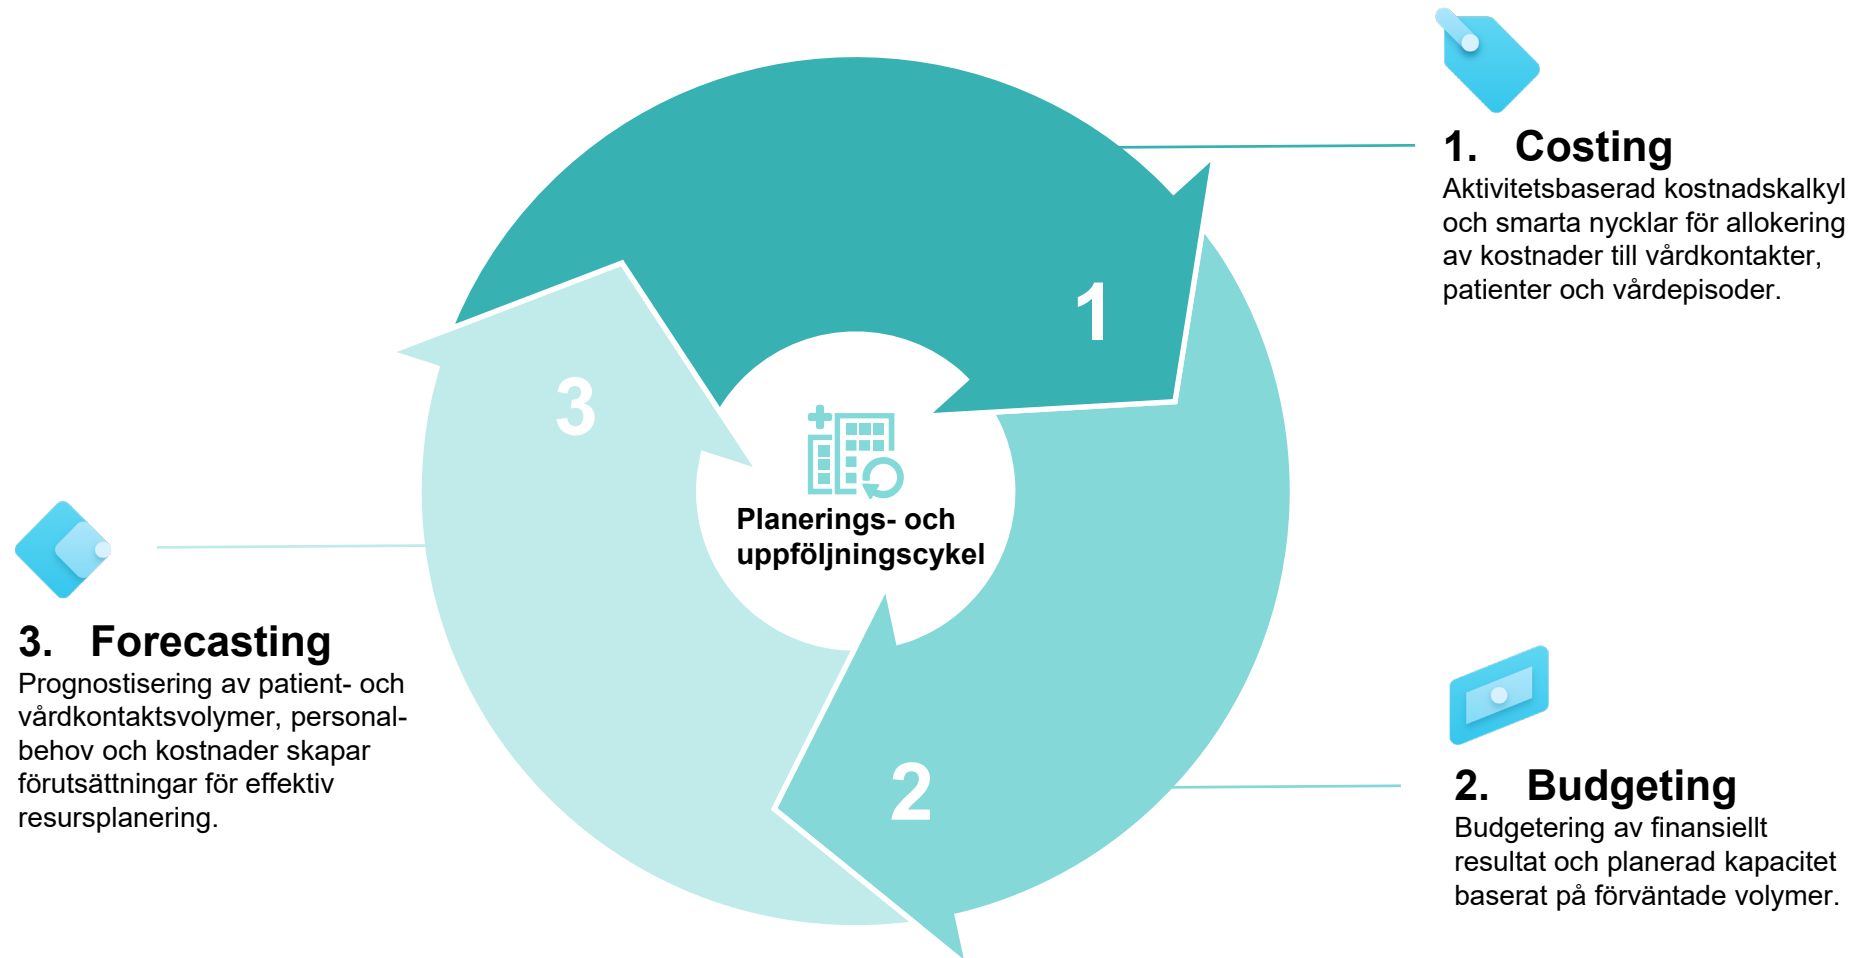 1. Costing
Aktivitetsbaserad kostnadskalkyl
och smarta nycklar för allokering
av kostnader till vårdkontakter,
patienter och vårdepisoder.
1
3
Planerings- och
uppföljningscykel
3. Forecasting
Prognostisering av patient- och
vårdkontaktsvolymer, personal-
behov och kostnader skapar
förutsättningar för effektiv
resursplanering.
2
2. Budgeting
Budgetering av finansiellt
resultat och planerad kapacitet
baserat på förväntade volymer.